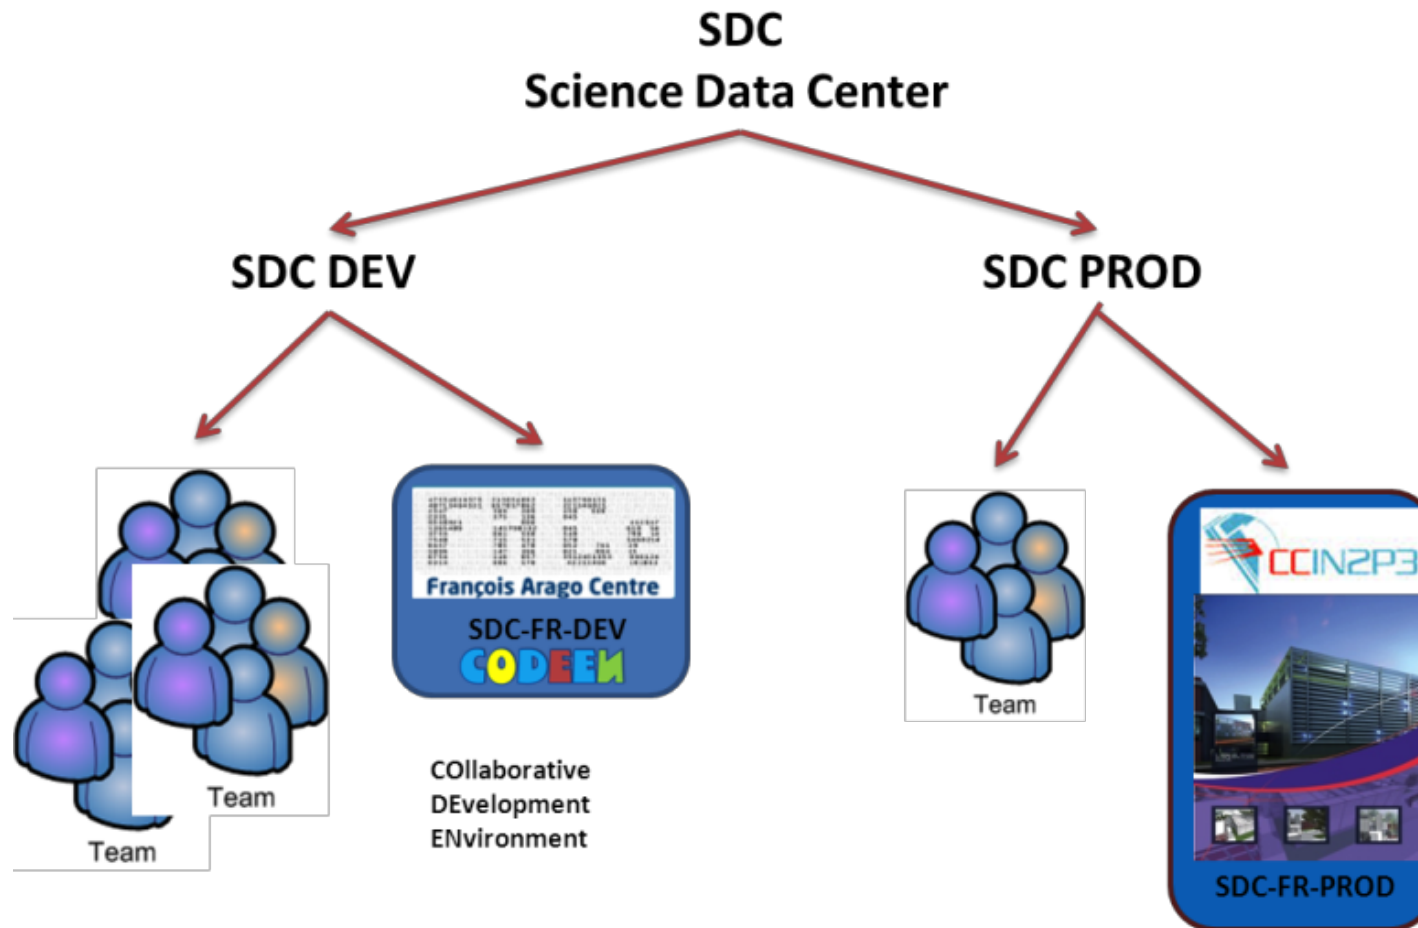 SDC
Science Data Center
SDC DEV
SDC PROD
FACe
François Arago Centre
SDC-FR-DEV
CODEEN
COllaborative
DEvelopment
ENvironment
Team
Team
CCIN2P3
Team
SDC-FR-PROD